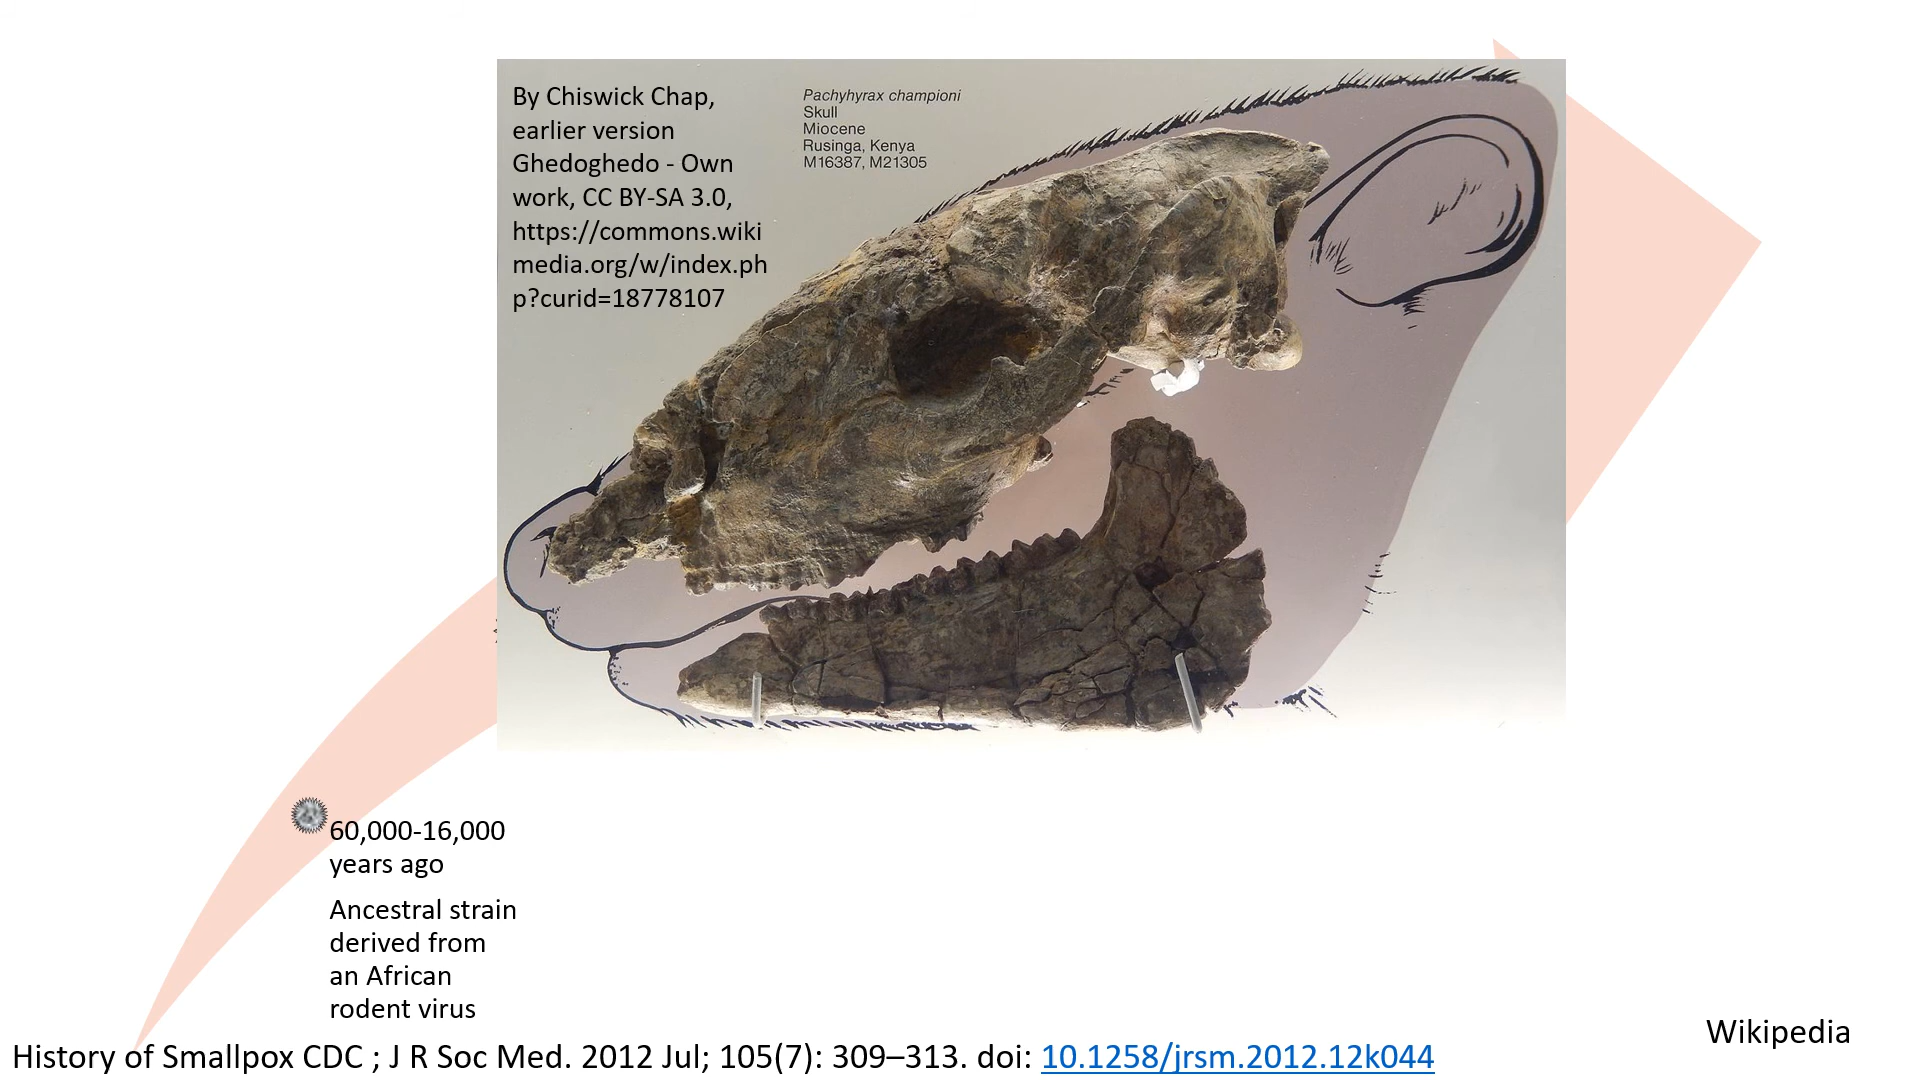 By Chiswick Chap,
earlier version
Ghedoghedo - Own
work, CC BY-SA 3.0,
https://commons.wiki
media.org/w/index.ph
p?curid=18778107
Pachyhyrax championi
Skull
Miocene
Rusinga, Kenya
M16387, M21305
60,000-16,000
years ago
Ancestral strain
derived from
an African
rodent virus
Wikipedia
History of Smallpox CDC ; J R Soc Med. 2012 Jul; 105(7): 309–313. doi: 10.1258/jrsm.2012.12k044